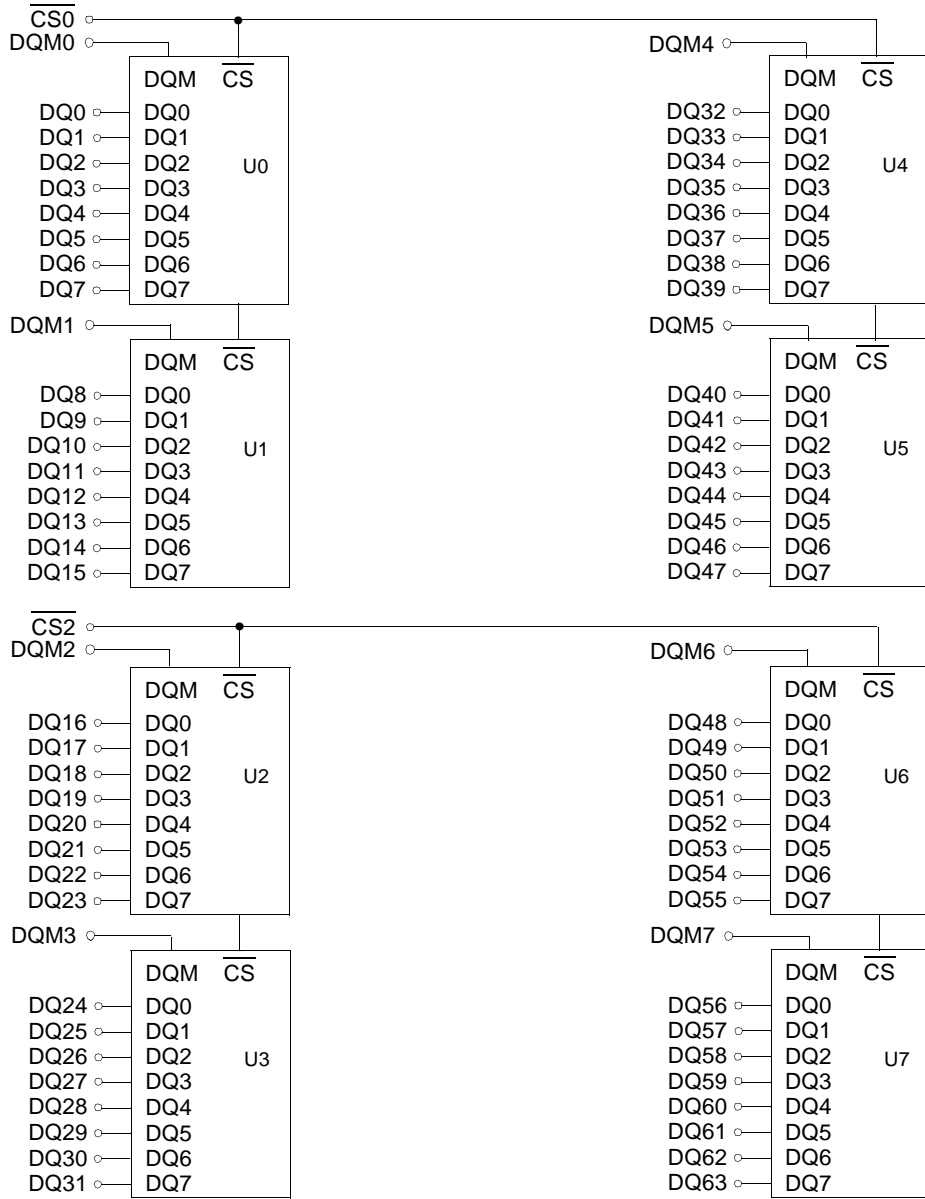 CS0
DQM0
DQM CS
DQ0 DQ0
DQ1 DQ1
DQ2 DQ2 U0
DQ3 DQ3
DQ4 DQ4
DQ5 DQ5
DQ6 DQ6
DQ7 DQ7
DQM1
DQM CS
DQ8 DQ0
DQ9 DQ1
DQ10 DQ2 U1
DQ11 DQ3
DQ12 DQ4
DQ13 DQ5
DQ14 DQ6
DQ15 DQ7
DQM4
DQM CS
DQ32 DQ0
DQ33 DQ1
DQ34 DQ2 U4
DQ35 DQ3
DQ36 DQ4
DQ37 DQ5
DQ38 DQ6
DQ39 DQ7
DQM5
DQM CS
DQ40 DQ0
DQ41 DQ1
DQ42 DQ2 U5
DQ43 DQ3
DQ44 DQ4
DQ45 DQ5
DQ46 DQ6
DQ47 DQ7
CS2
DQM2
DQM CS
DQ16 DQ0
DQ17 DQ1
DQ18 DQ2 U2
DQ19 DQ3
DQ20 DQ4
DQ21 DQ5
DQ22 DQ6
DQ23 DQ7
DQM3
DQM CS
DQ24 DQ0
DQ25 DQ1
DQ26 DQ2 U3
DQ27 DQ3
DQ28 DQ4
DQ29 DQ5
DQ30 DQ6
DQ31 DQ7
DQM6
DQM CS
DQ48 DQ0
DQ49 DQ1
DQ50 DQ2 U6
DQ51 DQ3
DQ52 DQ4
DQ53 DQ5
DQ54 DQ6
DQ55 DQ7
DQM7
DQM CS
DQ56 DQ0
DQ57 DQ1
DQ58 DQ2 U7
DQ59 DQ3
DQ60 DQ4
DQ61 DQ5
DQ62 DQ6
DQ63 DQ7